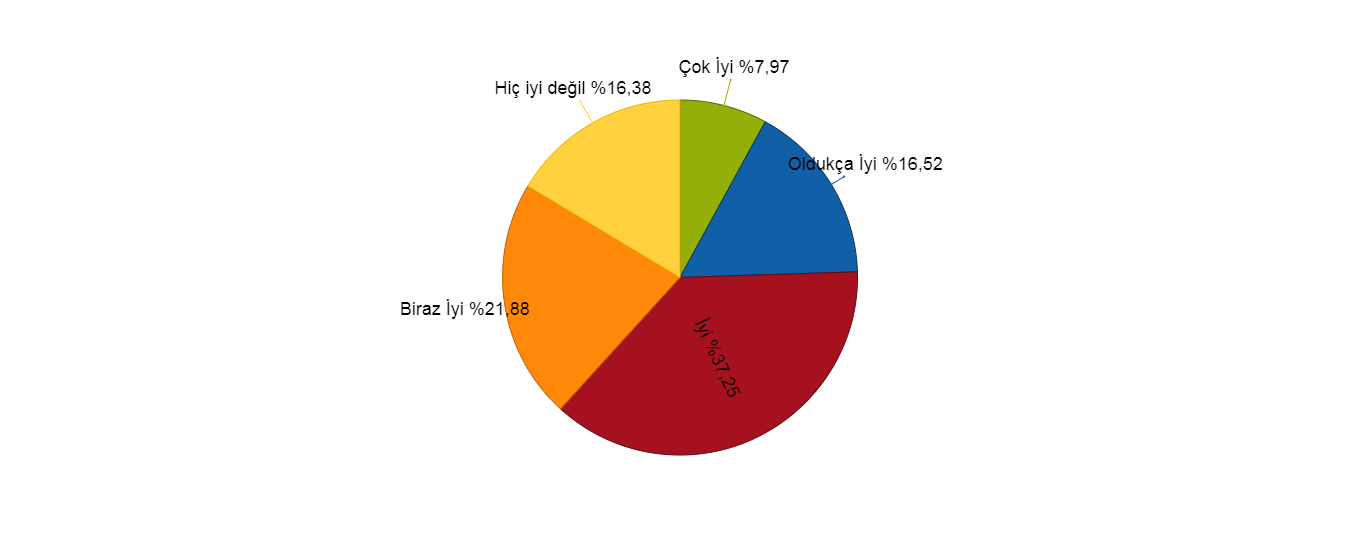 Çok İyi %7,97
Hiç iyi değil %16,38
Oldukça İyi %16,52
Biraz İyi %21,88
İyi %37,25